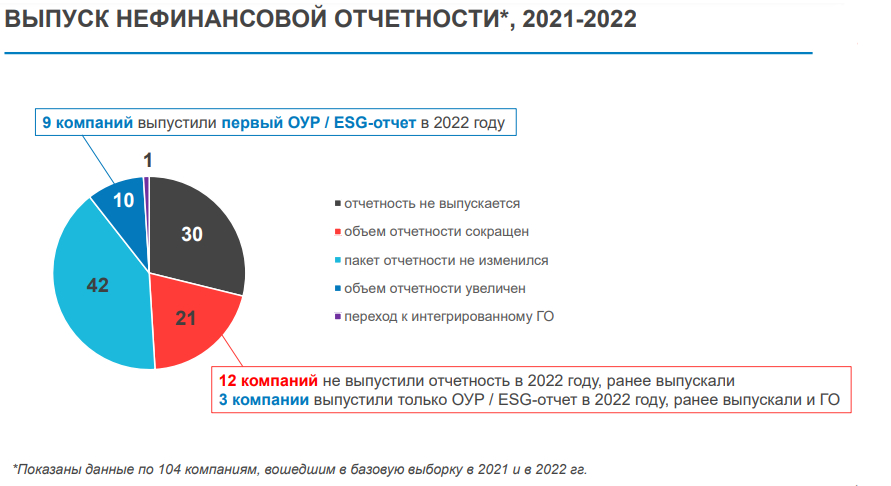 ВЫПУСК НЕФИНАНСОВОЙ ОТЧЕТНОСТИ*, 2021-2022
9 компаний выпустили первый ОУР / ESG-отчет в 2022 году
1
10
30
42
21
отчетность не выпускается
объем отчетности сокращен
пакет отчетности не изменился
объем отчетности увеличен
переход к интегрированному ГО
12 компаний не выпустили отчетность в 2022 году, ранее выпускали
3 компании выпустили только ОУР / ESG-отчет в 2022 году, ранее выпускали и ГО
*Показаны данные по 104 компаниям, вошедшим в базовую выборку в 2021 и в 2022 гг.